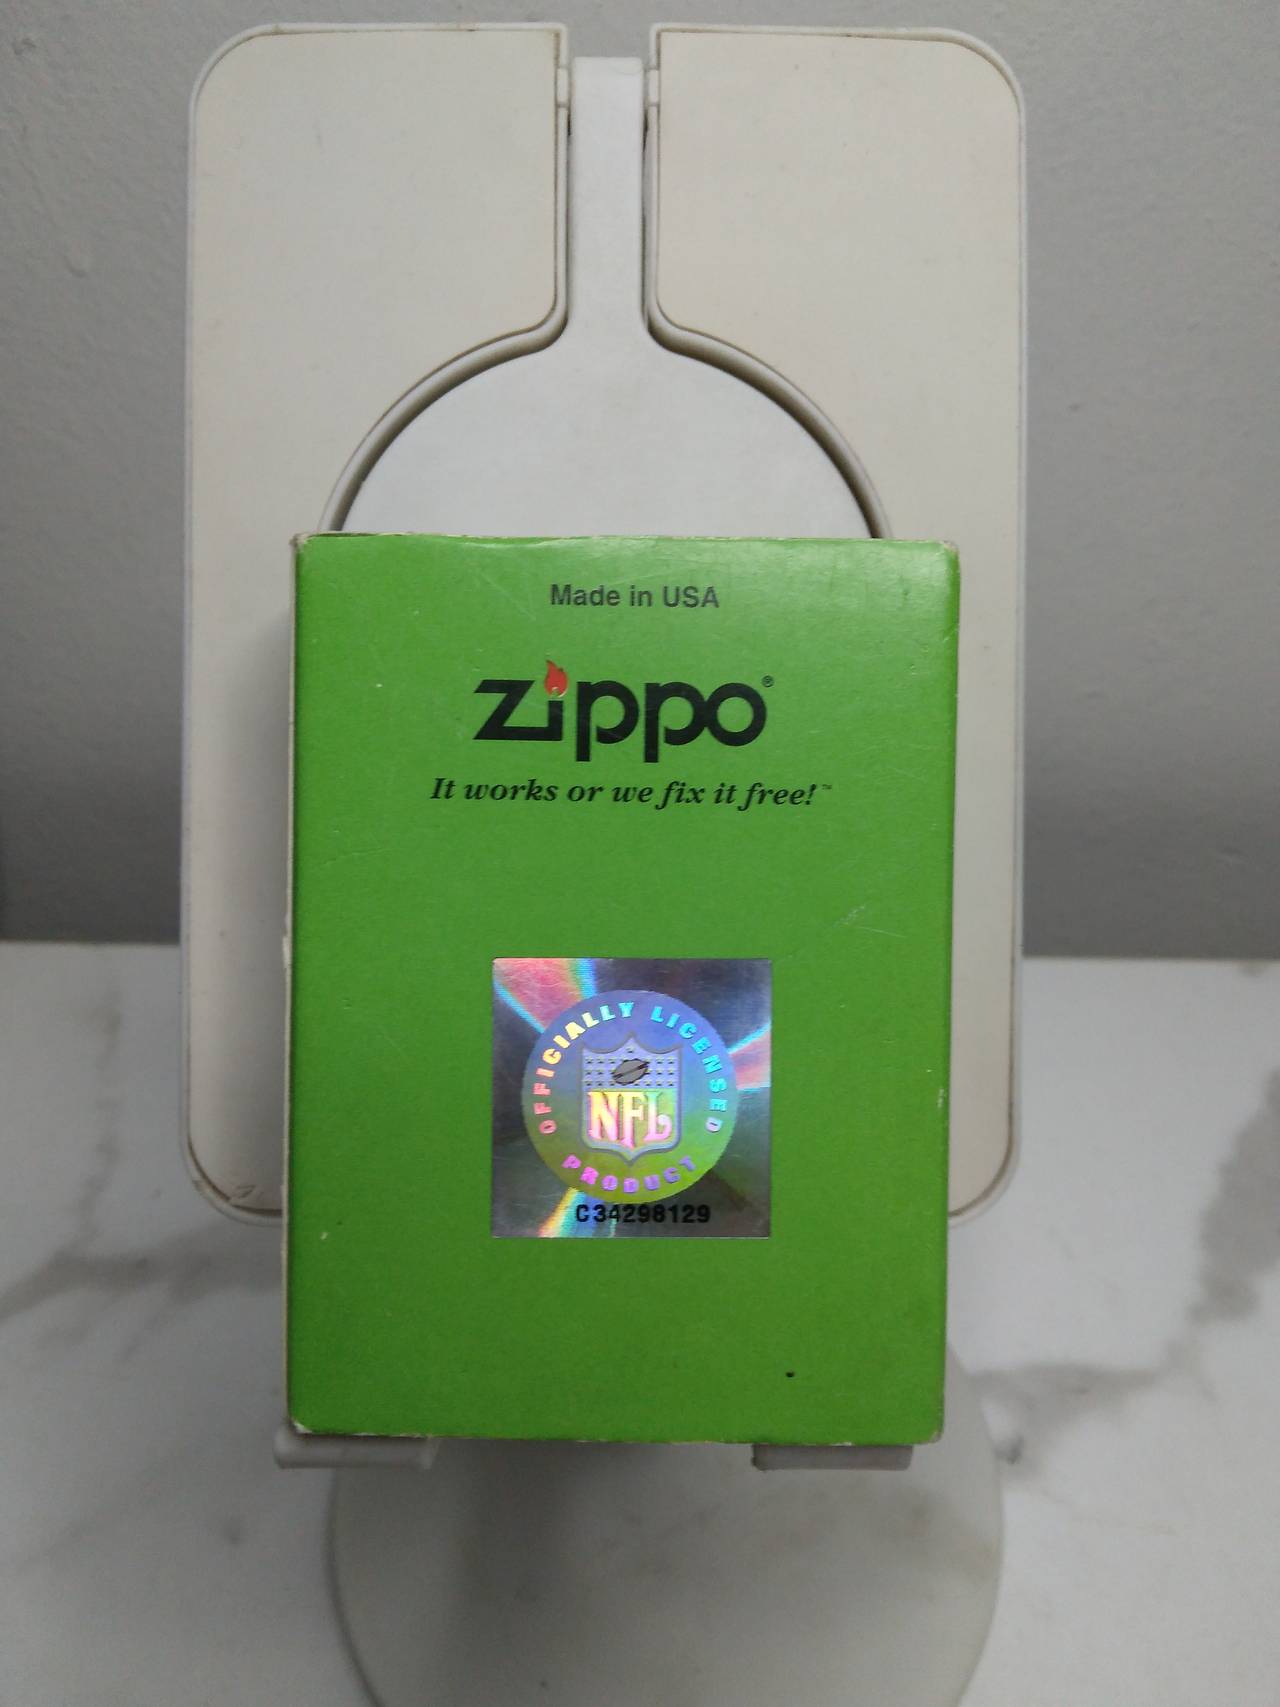 Made in USA
zippo®
It works or we fix it free!™
OFFICIALLY LICENSED
NFL
PRODUCT
C34298129